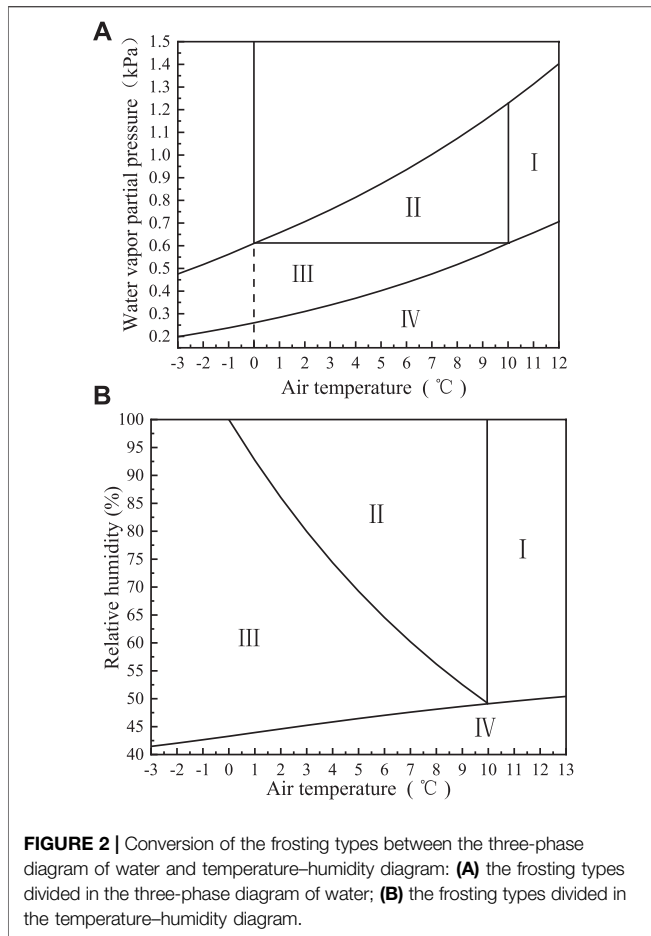 A
Water vapor partial pressure (kPa)
1.5
1.4
1.3
1.2
1.1
1.0
0.9
0.8
0.7
0.6
0.5
0.4
0.3
0.2
I
II
III
IV
-3 -2 -1 0 1 2 3 4 5 6 7 8 9 10 11 12
Air temperature ( ℃)
B
Relative humidity (%)
100
95
90
85
80
75
70
65
60
55
50
45
40
II
I
III
IV
-3 -2 -1 0 1 2 3 4 5 6 7 8 9 10 11 12 13
Air temperature ( ℃)
FIGURE 2 | Conversion of the frosting types between the three-phase
diagram of water and temperature–humidity diagram: (A) the frosting types
divided in the three-phase diagram of water; (B) the frosting types divided in
the temperature–humidity diagram.